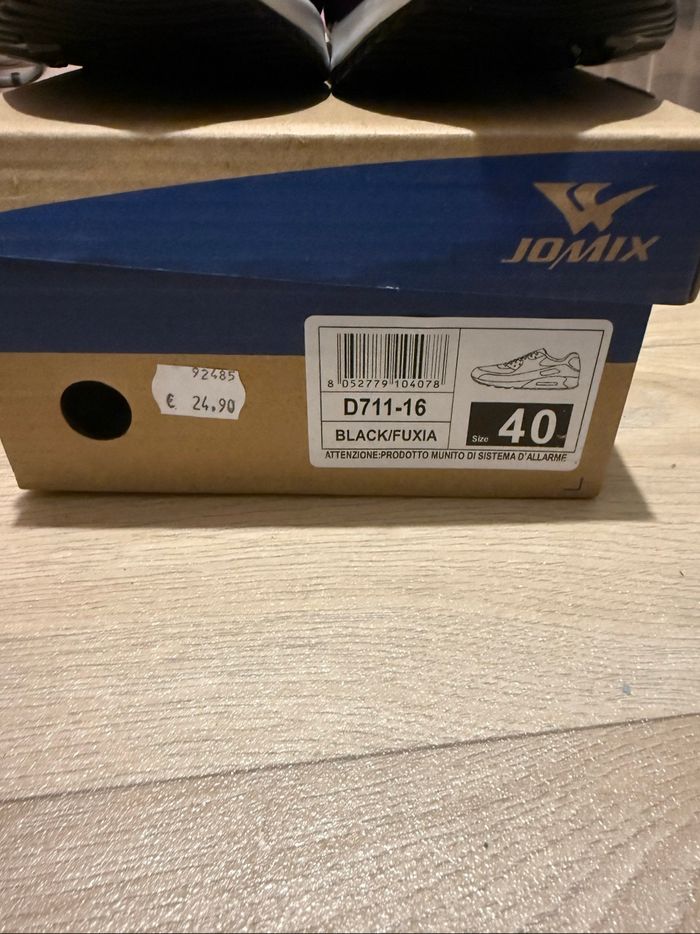 JOMIX
92485
€ 24,90
8 052779 104078
D711-16
BLACK/FUXIA
Size 40
ATTENZIONE:PRODOTTO MUNITO DI SISTEMA D'ALLARME